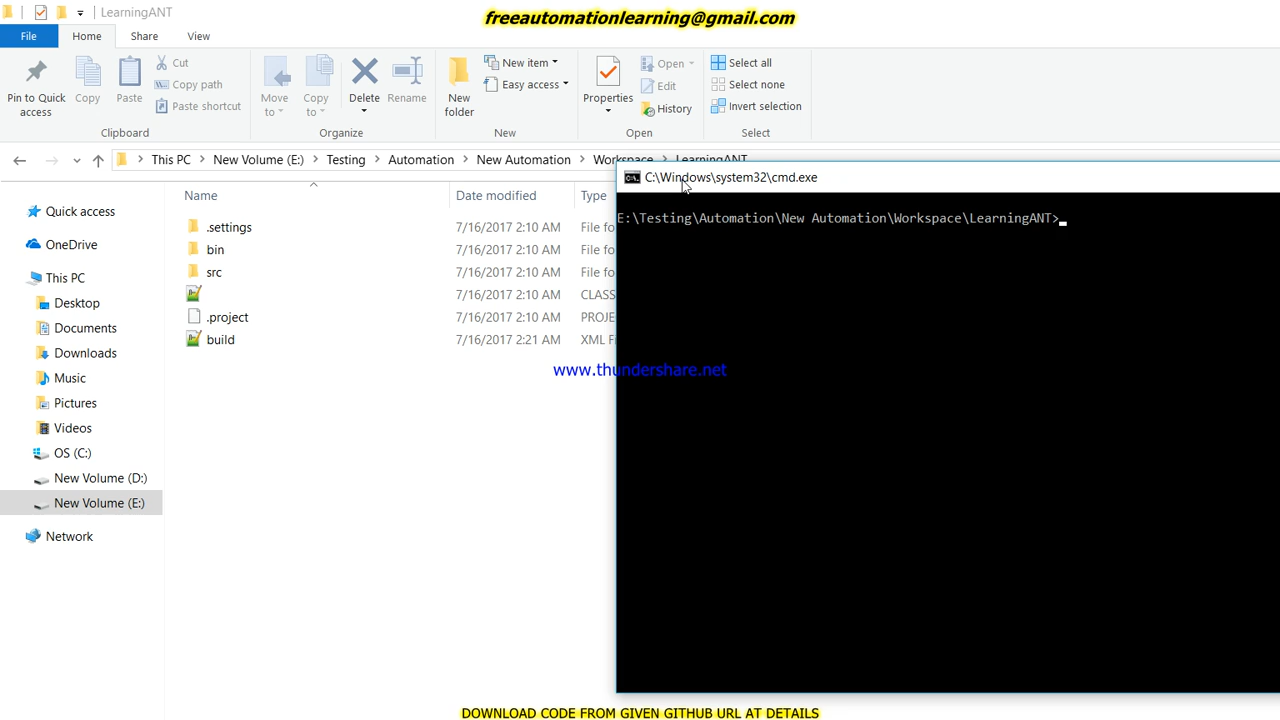 LearningANT
freeautomationlearning@gmail.com
File Home Share View
Pin to Quick access
Copy
Paste
Cut
Copy path
Paste shortcut
Clipboard
Move to
Copy to
Delete
Rename
Organize
New folder
New item
Easy access
New
Properties
Open
Edit
History
Open
Select all
Select none
Invert selection
Select
This PC New Volume (E:) Testing Automation New Automation Workspace LearningANT
Name Date modified Type
.settings 7/16/2017 2:10 AM File fo
bin 7/16/2017 2:10 AM File fo
src 7/16/2017 2:10 AM File fo
7/16/2017 2:10 AM CLASS
.project 7/16/2017 2:10 AM PROJE
build 7/16/2017 2:21 AM XML Fi
Quick access
OneDrive
This PC
Desktop
Documents
Downloads
Music
Pictures
Videos
OS (C:)
New Volume (D:)
New Volume (E:)
Network
C:\Windows\system32\cmd.exe
E:\Testing\Automation\New Automation\Workspace\LearningANT>
www.thundershare.net
DOWNLOAD CODE FROM GIVEN GITHUB URL AT DETAILS